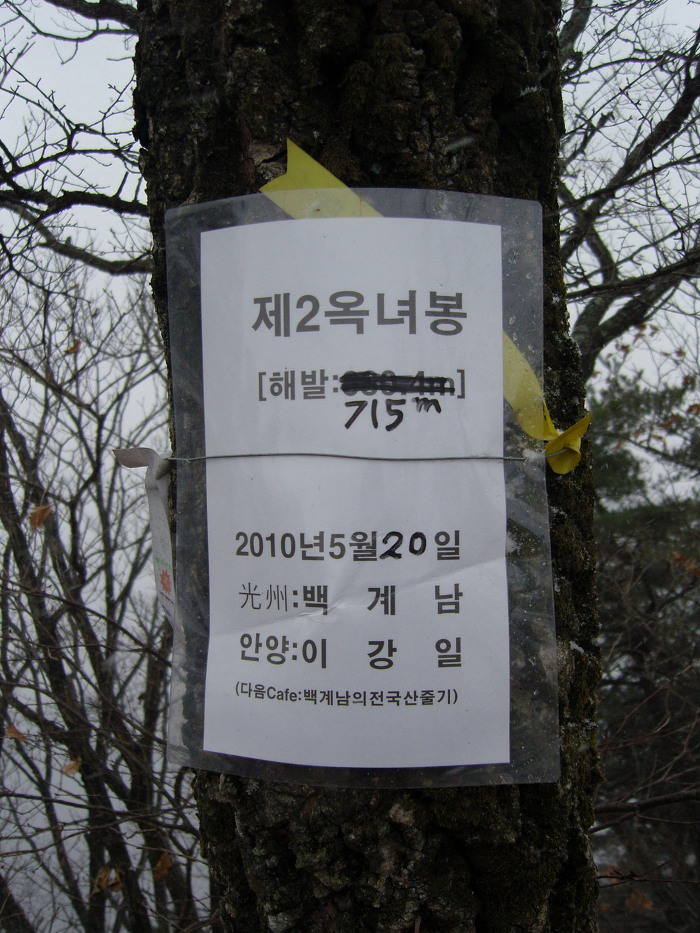 제2옥녀봉
[해발:]
715m
2010년5월20일
光州:백 계 남
안양:이 강 일
(다음Cafe:백계남의전국산줄기)